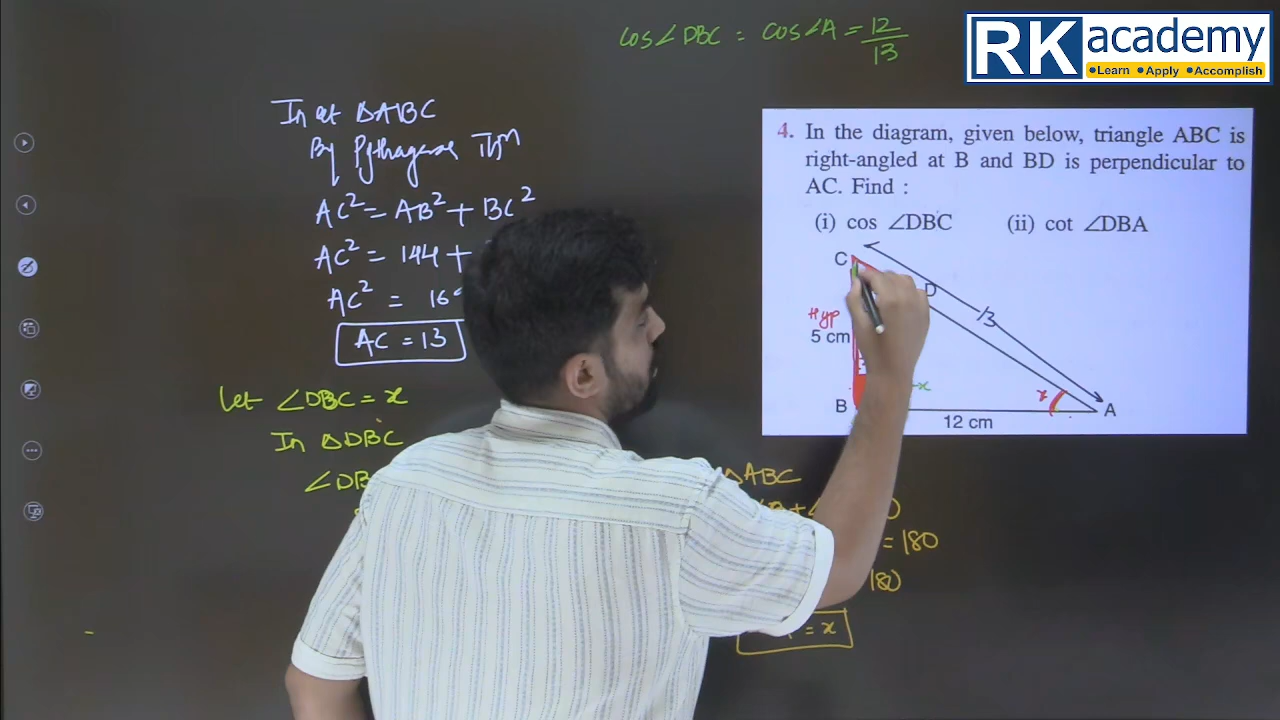 cos∠DBC = cos∠A = 12/13
RK academy
•Learn •Apply •Accomplish
In ΔABC
By Pythagoras Thm
AC² = AB² + BC²
AC² = 144 +
AC² = 16
AC = 13
Let ∠DBC = x
In ΔDBC
4. In the diagram, given below, triangle ABC is
right-angled at B and BD is perpendicular to
AC. Find :
(i) cos ∠DBC (ii) cot ∠DBA
C
D
13
Hyp
5 cm
x
x
B
A
12 cm
ΔABC
= 180
180
= x